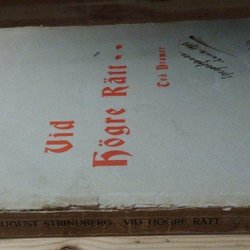 Vid
Högre Rätt..
Två Dramer
AUGUST STRINDBERG. VID HÖGRE RÄTT